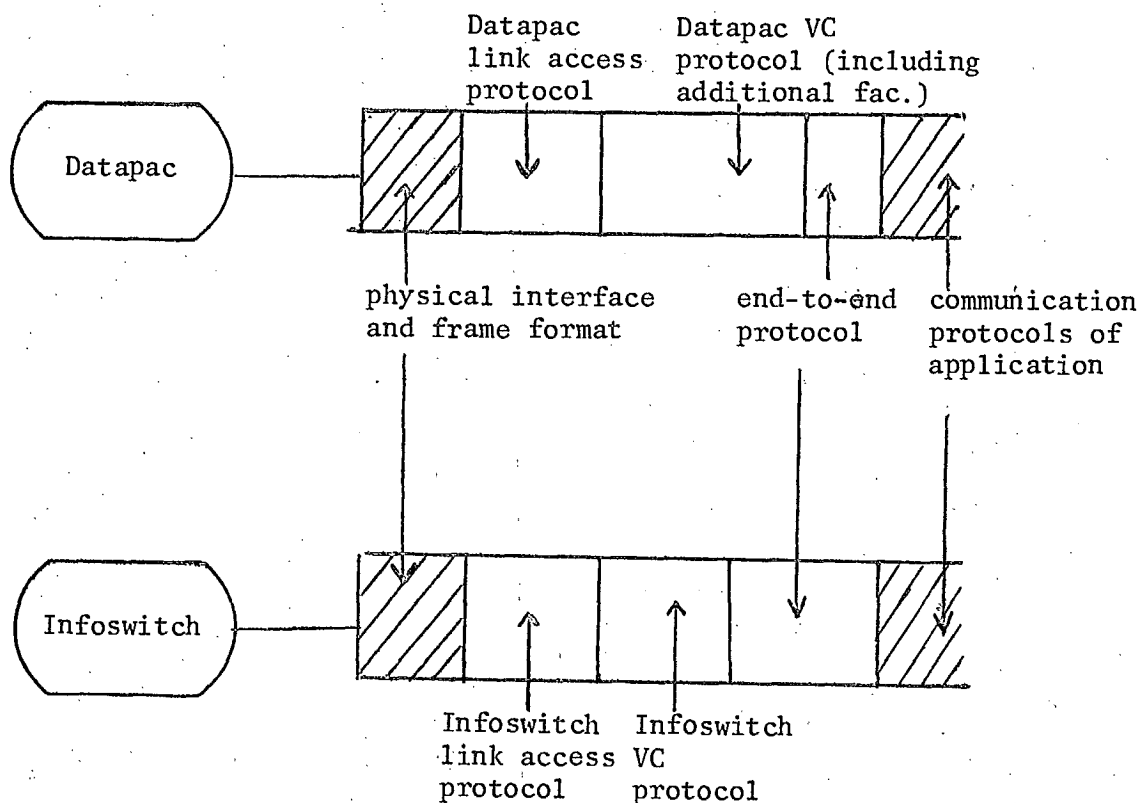 Datapac
link access
protocol
Datapac VC
protocol (including
additional fac.)
Datapac
physical interface
and frame format
end-to-end
protocol
communication
protocols of
application
Infoswitch
Infoswitch
link access
protocol
Infoswitch
VC
protocol